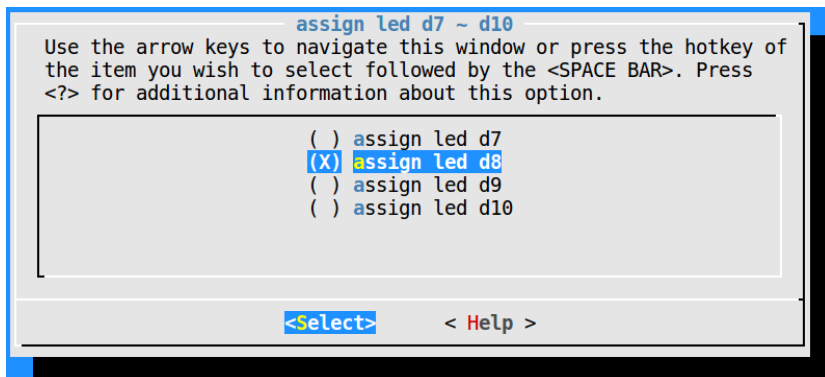 assign led d7 ~ d10
Use the arrow keys to navigate this window or press the hotkey of
the item you wish to select followed by the <SPACE BAR>. Press
<?> for additional information about this option.
( ) assign led d7
(X) assign led d8
( ) assign led d9
( ) assign led d10
<Select> < Help >